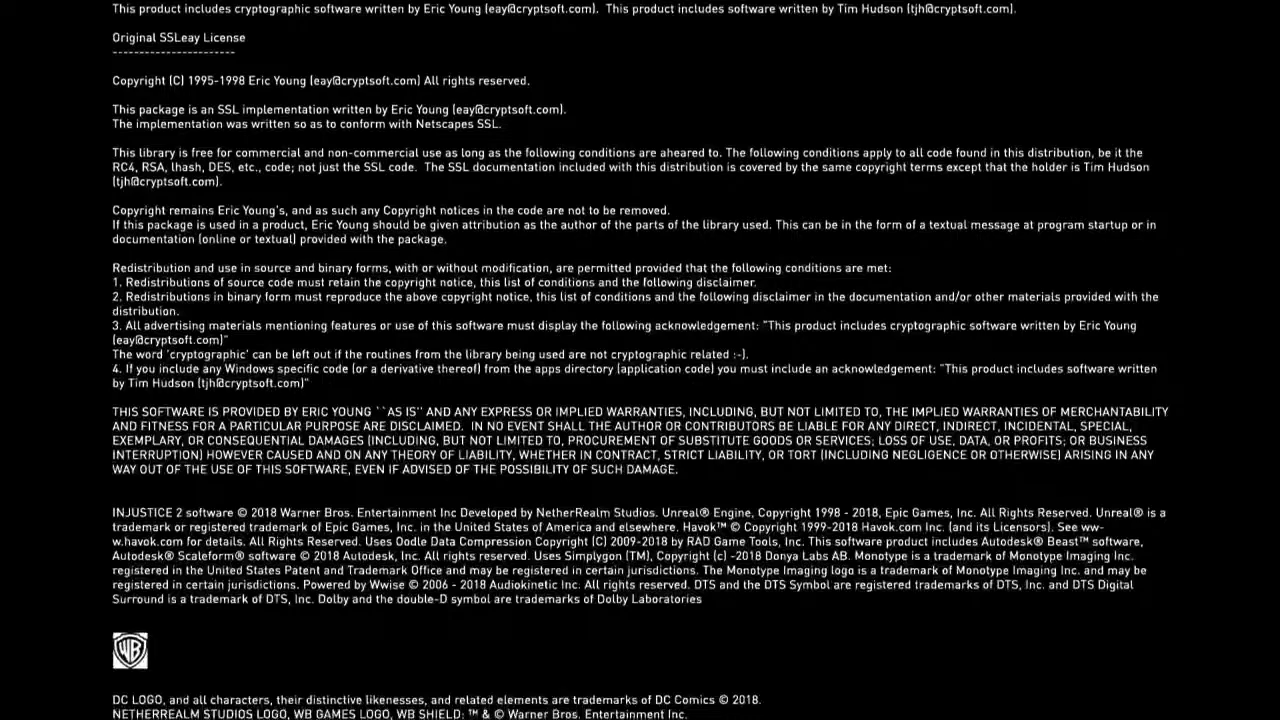 This product includes cryptographic software written by Eric Young (eay@cryptsoft.com).  This product includes software written by Tim Hudson (tjh@cryptsoft.com).
Original SSLeay License
-----------------------
Copyright (C) 1995-1998 Eric Young (eay@cryptsoft.com) All rights reserved.
This package is an SSL implementation written by Eric Young (eay@cryptsoft.com).
The implementation was written so as to conform with Netscapes SSL.
This library is free for commercial and non-commercial use as long as the following conditions are aheared to. The following conditions apply to all code found in this distribution, be it the
RC4, RSA, lhash, DES, etc., code; not just the SSL code.  The SSL documentation included with this distribution is covered by the same copyright terms except that the holder is Tim Hudson
(tjh@cryptsoft.com).
Copyright remains Eric Young's, and as such any Copyright notices in the code are not to be removed.
If this package is used in a product, Eric Young should be given attribution as the author of the parts of the library used. This can be in the form of a textual message at program startup or in
documentation (online or textual) provided with the package.
Redistribution and use in source and binary forms, with or without modification, are permitted provided that the following conditions are met:
1. Redistributions of source code must retain the copyright notice, this list of conditions and the following disclaimer.
2. Redistributions in binary form must reproduce the above copyright notice, this list of conditions and the following disclaimer in the documentation and/or other materials provided with the
distribution.
3. All advertising materials mentioning features or use of this software must display the following acknowledgement: "This product includes cryptographic software written by Eric Young
(eay@cryptsoft.com)"
The word 'cryptographic' can be left out if the routines from the library being used are not cryptographic related :-).
4. If you include any Windows specific code (or a derivative thereof) from the apps directory (application code) you must include an acknowledgement: "This product includes software written
by Tim Hudson (tjh@cryptsoft.com)"
THIS SOFTWARE IS PROVIDED BY ERIC YOUNG ``AS IS'' AND ANY EXPRESS OR IMPLIED WARRANTIES, INCLUDING, BUT NOT LIMITED TO, THE IMPLIED WARRANTIES OF MERCHANTABILITY
AND FITNESS FOR A PARTICULAR PURPOSE ARE DISCLAIMED.  IN NO EVENT SHALL THE AUTHOR OR CONTRIBUTORS BE LIABLE FOR ANY DIRECT, INDIRECT, INCIDENTAL, SPECIAL,
EXEMPLARY, OR CONSEQUENTIAL DAMAGES (INCLUDING, BUT NOT LIMITED TO, PROCUREMENT OF SUBSTITUTE GOODS OR SERVICES; LOSS OF USE, DATA, OR PROFITS; OR BUSINESS
INTERRUPTION) HOWEVER CAUSED AND ON ANY THEORY OF LIABILITY, WHETHER IN CONTRACT, STRICT LIABILITY, OR TORT (INCLUDING NEGLIGENCE OR OTHERWISE) ARISING IN ANY
WAY OUT OF THE USE OF THIS SOFTWARE, EVEN IF ADVISED OF THE POSSIBILITY OF SUCH DAMAGE.
INJUSTICE 2 software © 2018 Warner Bros. Entertainment Inc Developed by NetherRealm Studios. Unreal® Engine, Copyright 1998 - 2018, Epic Games, Inc. All Rights Reserved. Unreal® is a
trademark or registered trademark of Epic Games, Inc. in the United States of America and elsewhere. Havok™ © Copyright 1999-2018 Havok.com Inc. (and its Licensors). See ww-
w.havok.com for details. All Rights Reserved. Uses Oodle Data Compression Copyright (C) 2009-2018 by RAD Game Tools, Inc. This software product includes Autodesk® Beast™ software,
Autodesk® Scaleform® software © 2018 Autodesk, Inc. All rights reserved. Uses Simplygon (TM), Copyright (c) -2018 Donya Labs AB. Monotype is a trademark of Monotype Imaging Inc.
registered in the United States Patent and Trademark Office and may be registered in certain jurisdictions. The Monotype Imaging logo is a trademark of Monotype Imaging Inc. and may be
registered in certain jurisdictions. Powered by Wwise © 2006 - 2018 Audiokinetic Inc. All rights reserved. DTS and the DTS Symbol are registered trademarks of DTS, Inc. and DTS Digital
Surround is a trademark of DTS, Inc. Dolby and the double-D symbol are trademarks of Dolby Laboratories
WB
DC LOGO, and all characters, their distinctive likenesses, and related elements are trademarks of DC Comics © 2018.
NETHERREALM STUDIOS LOGO, WB GAMES LOGO, WB SHIELD: ™ & © Warner Bros. Entertainment Inc.